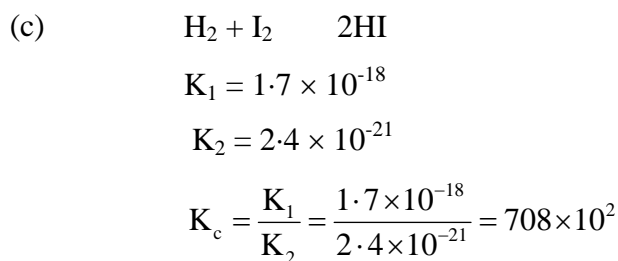 (c) H₂ + I₂ 2HI
K₁ = 1·7 × 10⁻¹⁸
K₂ = 2·4 × 10⁻²¹
K_c = K₁/K₂ = 1·7×10⁻¹⁸/2·4×10⁻²¹ = 708×10²